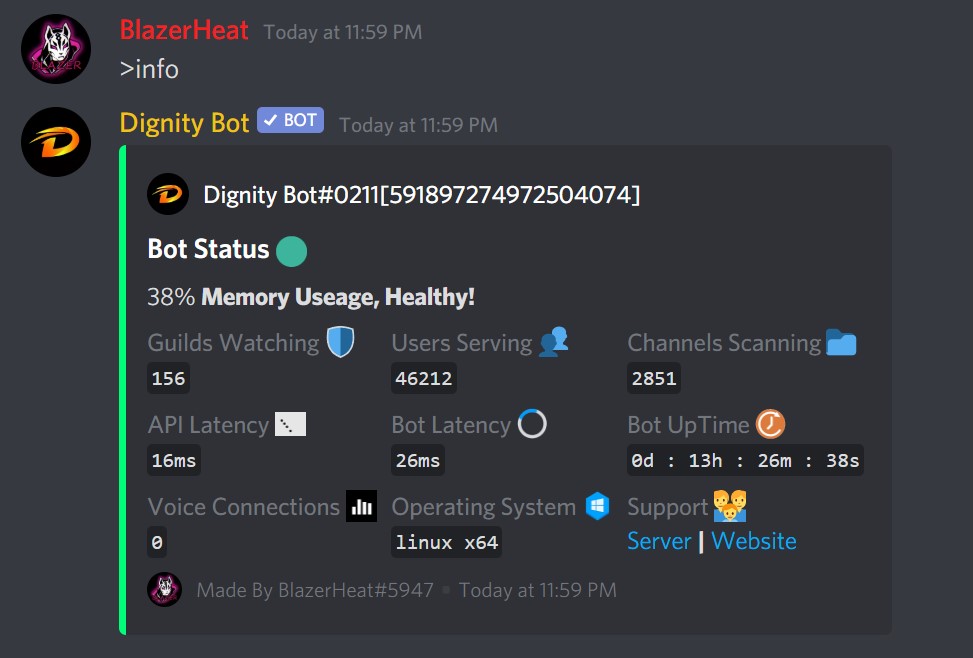 BlazerHeat Today at 11:59 PM
>info
Dignity Bot BOT Today at 11:59 PM
Dignity Bot#0211[591897274972504074]
Bot Status
38% Memory Useage, Healthy!
Guilds Watching Users Serving Channels Scanning
156 46212 2851
API Latency Bot Latency Bot UpTime
16ms 26ms 0d : 13h : 26m : 38s
Voice Connections Operating System Support
0 linux x64 Server | Website
Made By BlazerHeat#5947 • Today at 11:59 PM